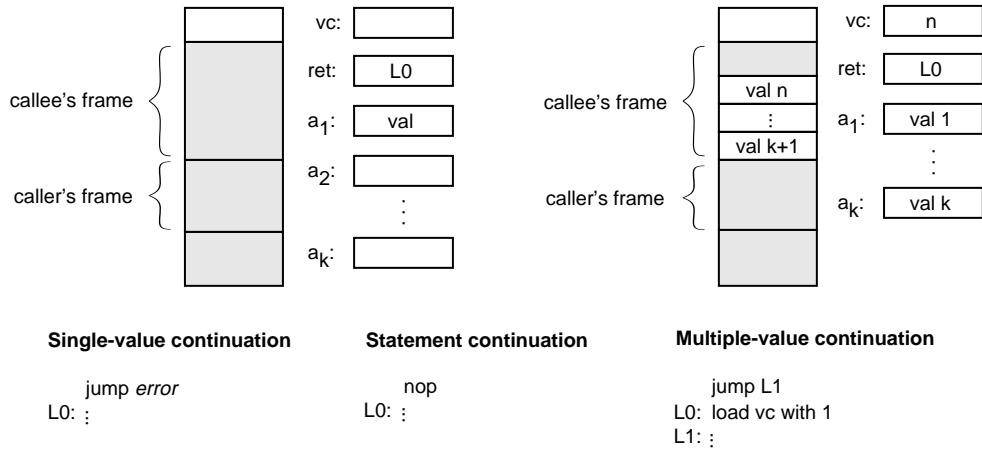 vc:
ret: L0
callee's frame
a1: val
a2:
caller's frame
⋮
ak:
vc: n
ret: L0
callee's frame
val n
⋮
val k+1
a1: val 1
⋮
caller's frame
ak: val k
Single-value continuation
jump error
L0: ⋮
Statement continuation
nop
L0: ⋮
Multiple-value continuation
jump L1
L0: load vc with 1
L1: ⋮